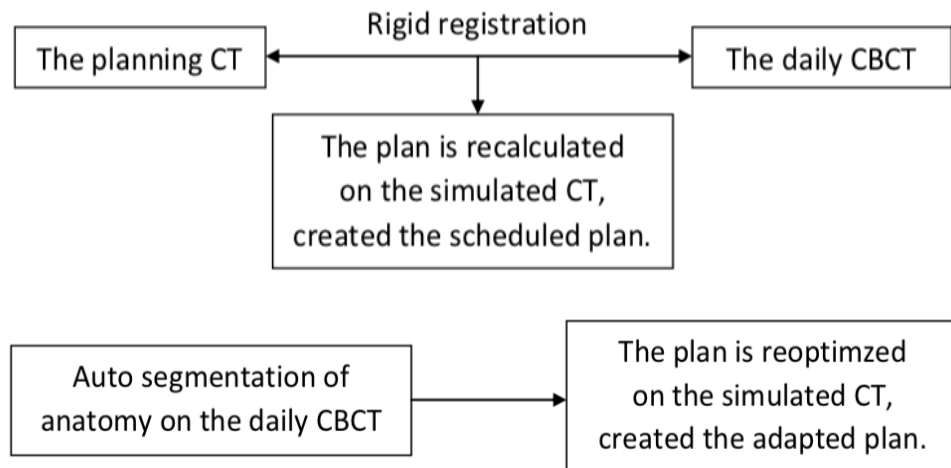 Rigid registration
The planning CT
The daily CBCT
The plan is recalculated
on the simulated CT,
created the scheduled plan.
Auto segmentation of
anatomy on the daily CBCT
The plan is reoptimzed
on the simulated CT,
created the adapted plan.